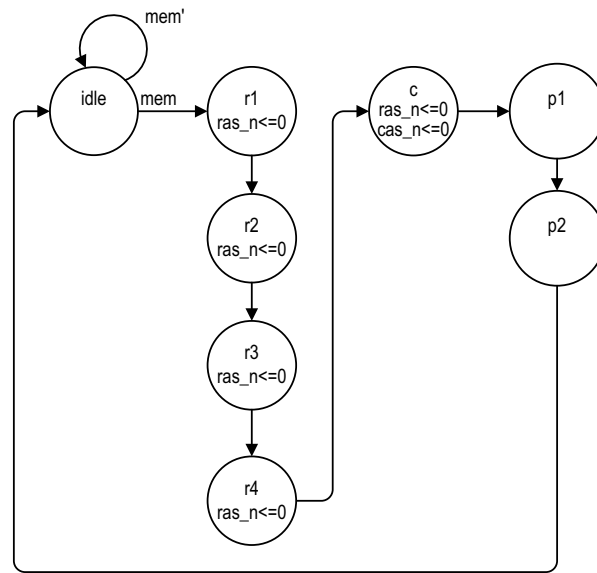 mem'
idle
mem
r1
ras_n<=0
r2
ras_n<=0
r3
ras_n<=0
r4
ras_n<=0
c
ras_n<=0
cas_n<=0
p1
p2